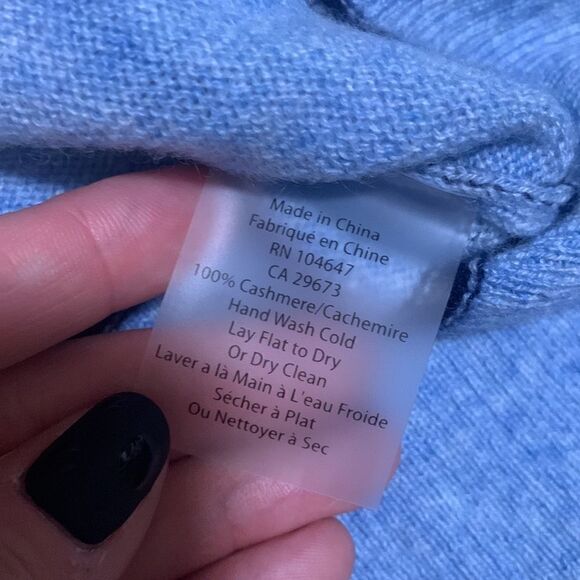 Made in China
Fabriqué en Chine
RN 104647
CA 29673
100% Cashmere/Cachemire
Hand Wash Cold
Lay Flat to Dry
Or Dry Clean
Laver a là Main à L'eau Froide
Sécher à Plat
Ou Nettoyer à Sec